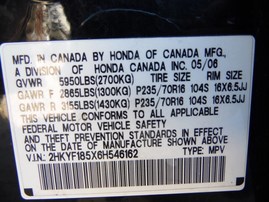 MFD. IN CANADA BY HONDA OF CANADA MFG.,
A DIVISION OF HONDA CANADA INC. 05/06
GVWR 5950LBS(2700KG) TIRE SIZE RIM SIZE
GAWR F 2865LBS(1300KG) P235/70R16 104S 16X6.5JJ
GAWR R 3155LBS(1430KG) P235/70R16 104S 16X6.5JJ
THIS VEHICLE CONFORMS TO ALL APPLICABLE
FEDERAL MOTOR VEHICLE SAFETY
AND THEFT PREVENTION STANDARDS IN EFFECT
ON THE DATE OF MANUFACTURE SHOWN ABOVE
V.I.N: 2HKYF185X6H546162
TYPE: MPV